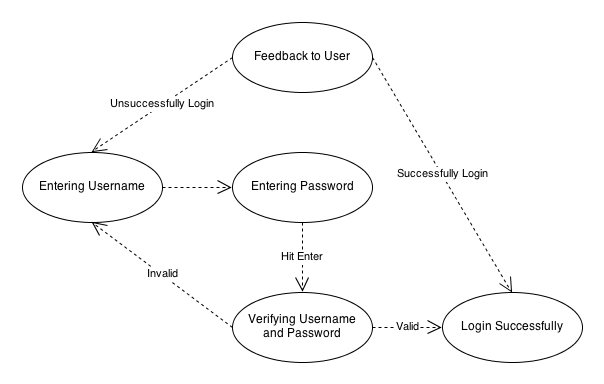 Feedback to User
Unsuccessfully Login
Successfully Login
Entering Username
Entering Password
Hit Enter
Invalid
Verifying Username
and Password
Valid
Login Successfully